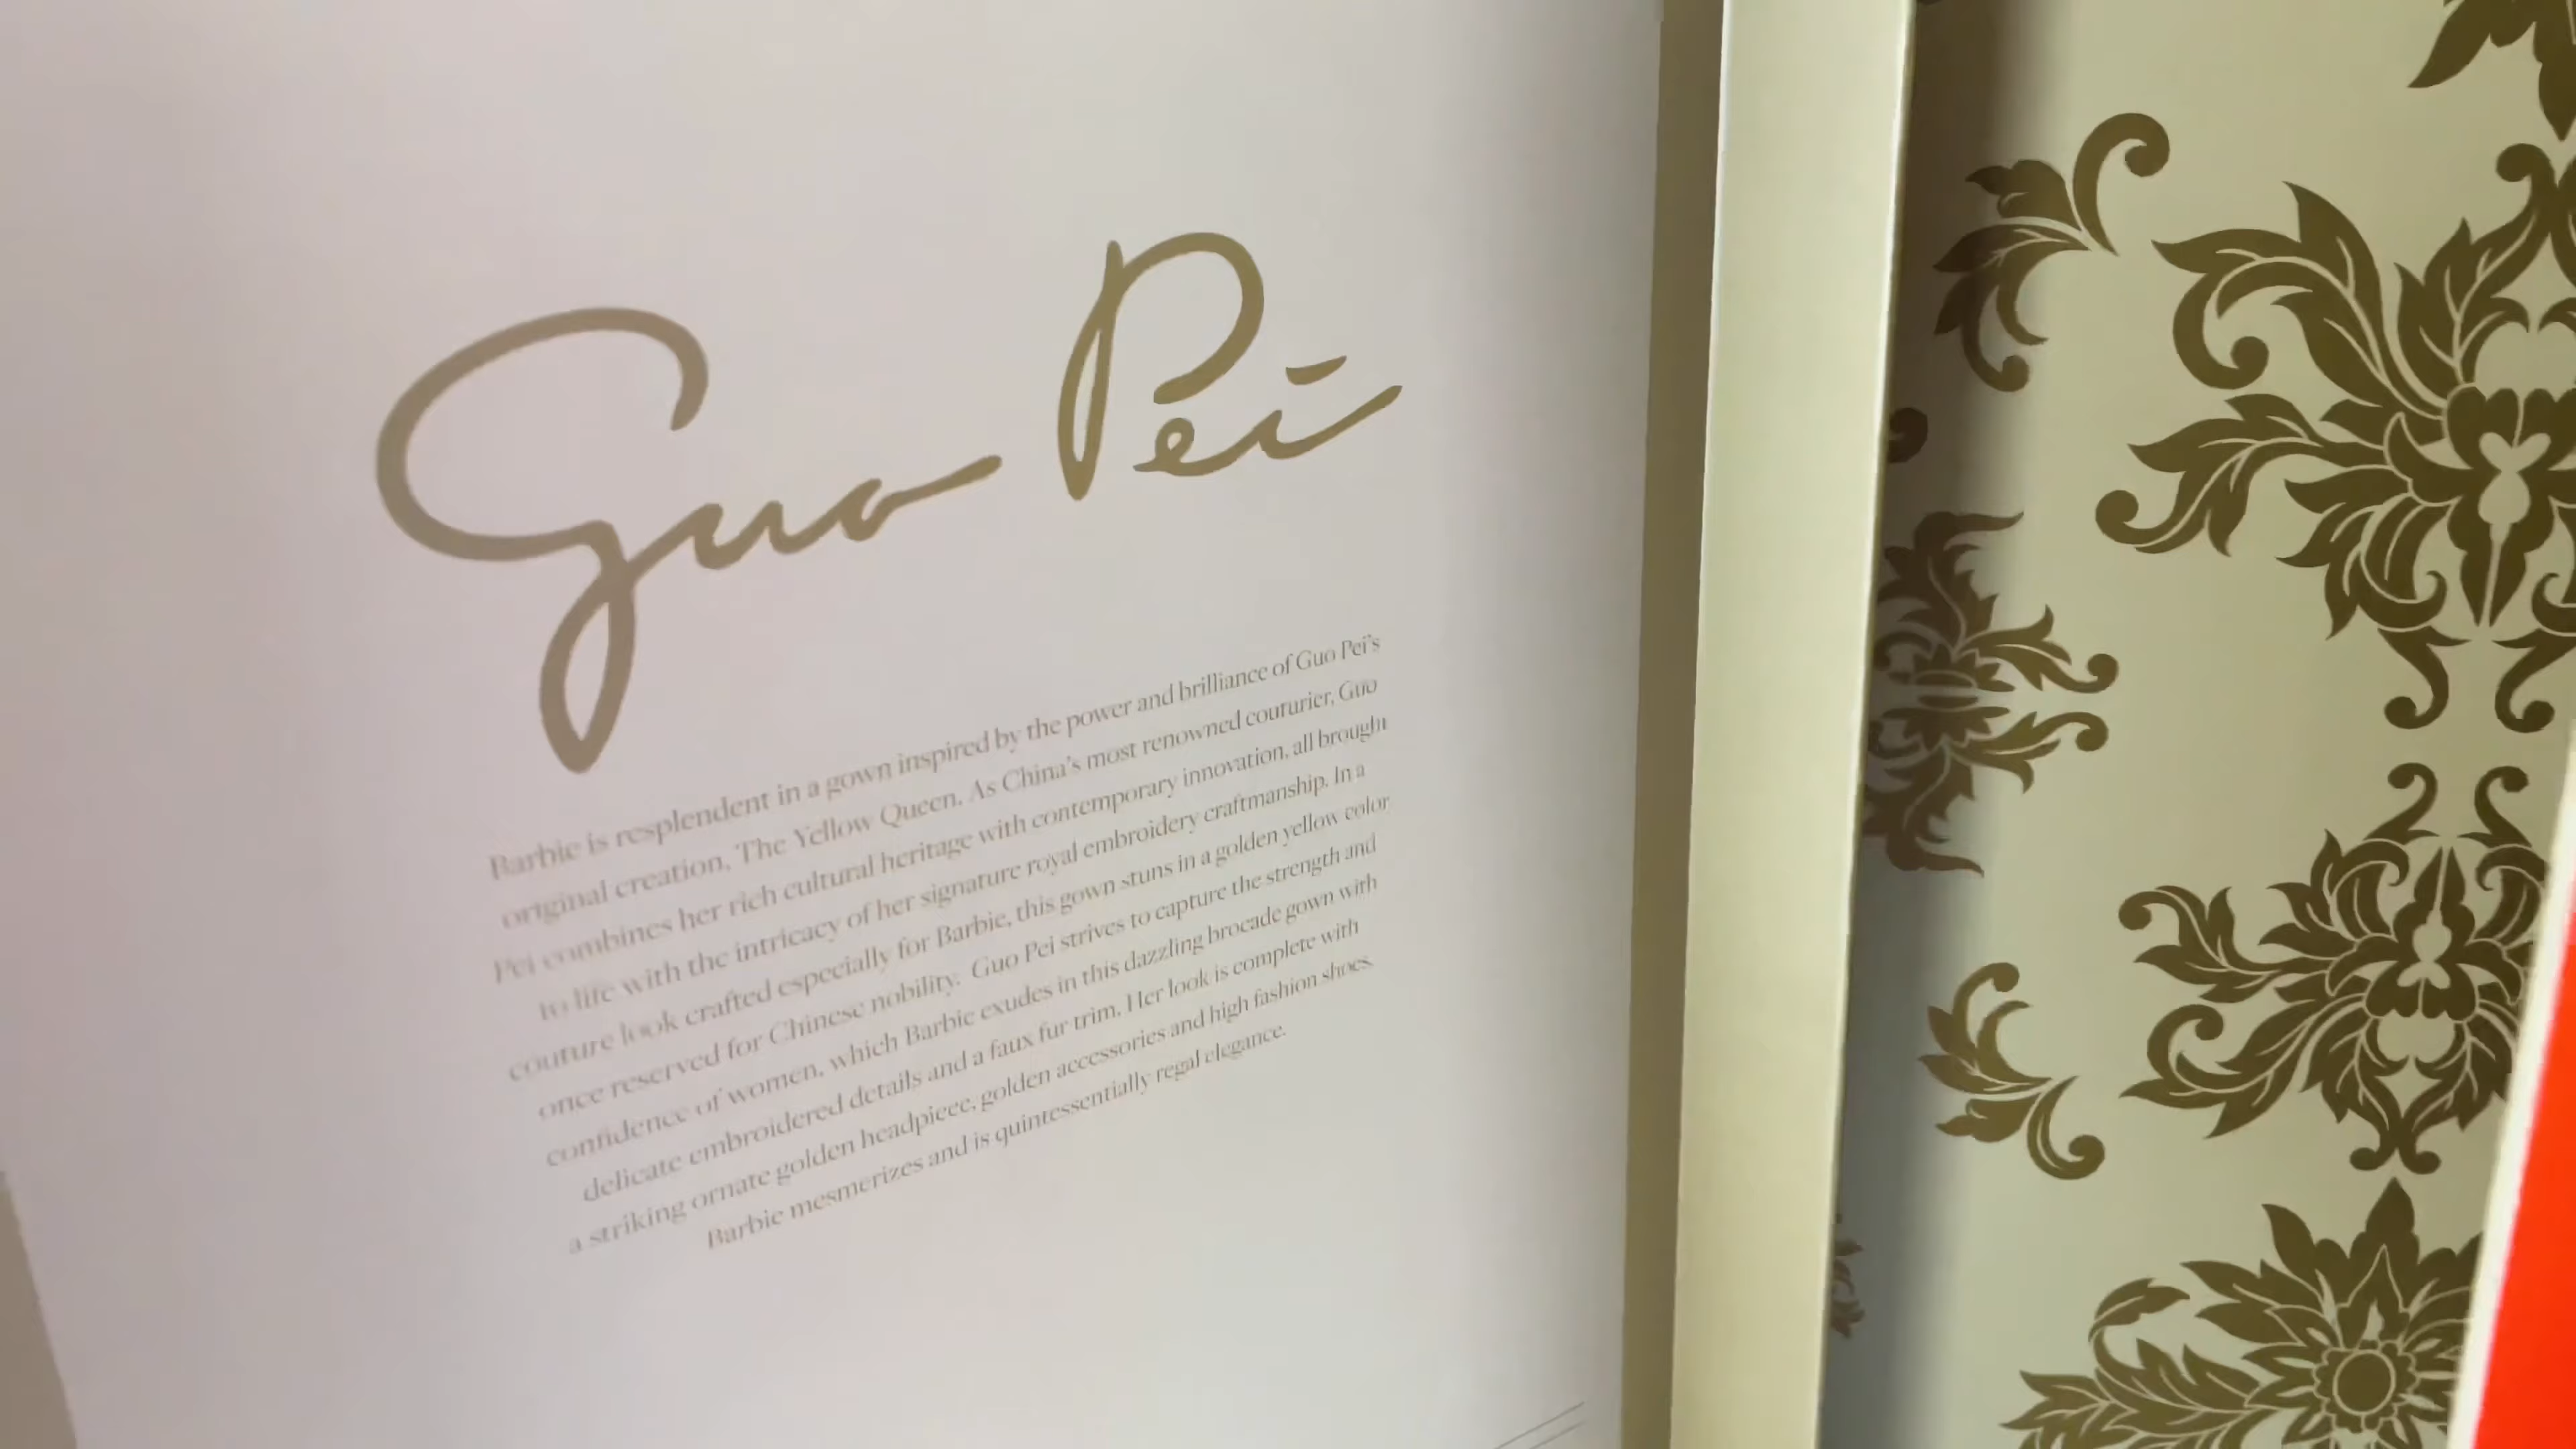 Guo Pei
Barbie is resplendent in a gown inspired by the power and brilliance of Guo Pei's
original creation, The Yellow Queen. As China's most renowned couturier, Guo
Pei combines her rich cultural heritage with contemporary innovation, all brought
to life with the intricacy of her signature royal embroidery craftmanship. In a
couture look crafted especially for Barbie, this gown stuns in a golden yellow color
once reserved for Chinese nobility. Guo Pei strives to capture the strength and
confidence of women, which Barbie exudes in this dazzling brocade gown with
delicate embroidered details and a faux fur trim. Her look is complete with
a striking ornate golden headpiece, golden accessories and high fashion shoes.
Barbie mesmerizes and is quintessentially regal elegance.